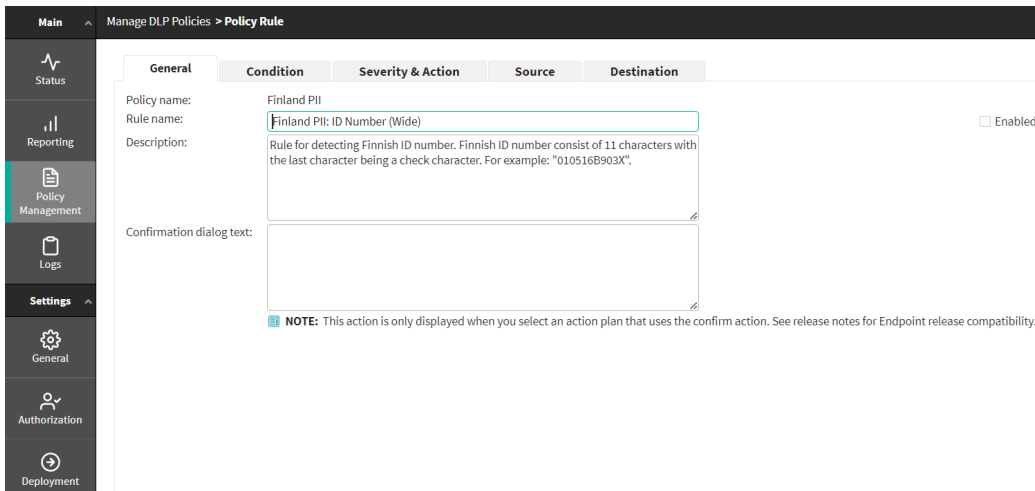 Main
Manage DLP Policies > Policy Rule
Status
Reporting
Policy
Management
Logs
Settings
General
Authorization
Deployment
General
Condition
Severity & Action
Source
Destination
Policy name:
Finland PII
Rule name:
Finland PII: ID Number (Wide)
Enabled
Description:
Rule for detecting Finnish ID number. Finnish ID number consist of 11 characters with
the last character being a check character. For example: "010516B903X".
Confirmation dialog text:
NOTE: This action is only displayed when you select an action plan that uses the confirm action. See release notes for Endpoint release compatibility.